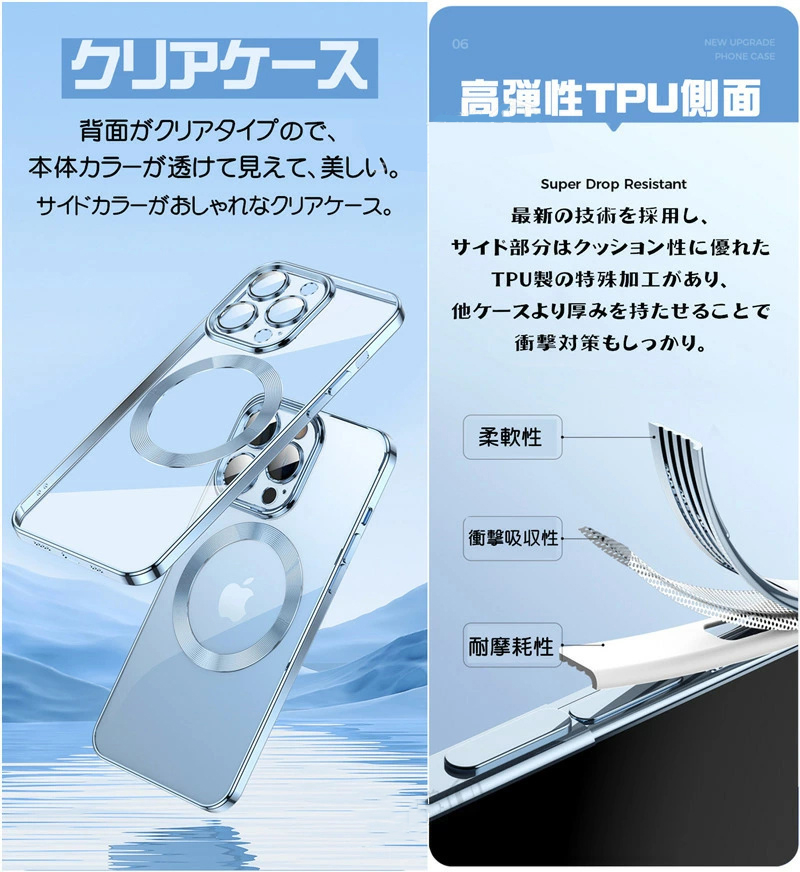 クリアケース
背面がクリアタイプので、
本体カラーが透けて見えて、美しい。
サイドカラーがおしゃれなクリアケース。
06
NEW UPGRADE
PHONE CASE
高弾性TPU側面
Super Drop Resistant
最新の技術を採用し、
サイド部分はクッション性に優れた
TPU製の特殊加工があり、
他ケースより厚みを持たせることで
衝撃対策もしっかり。
柔軟性
衝撃吸収性
耐摩耗性